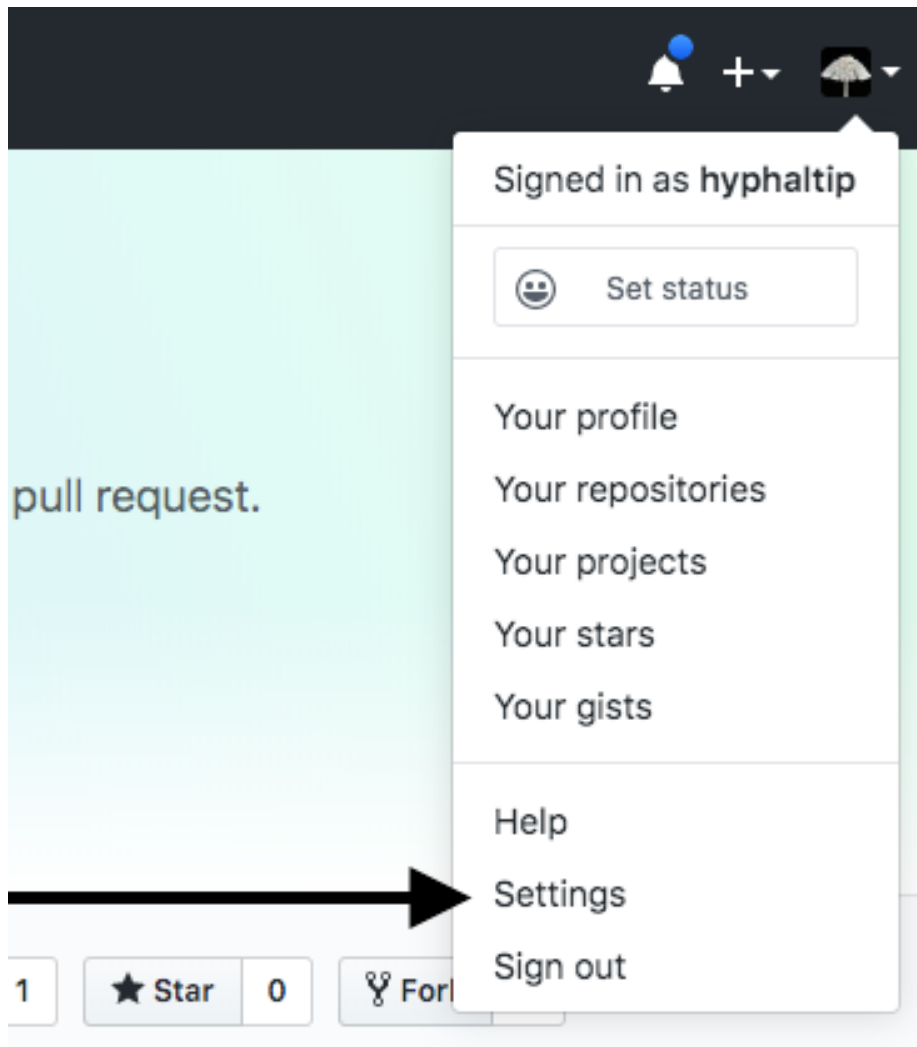 Signed in as hyphaltip
Set status
Your profile
Your repositories
pull request.
Your projects
Your stars
Your gists
Help
Settings
Sign out
1
Star 0
For